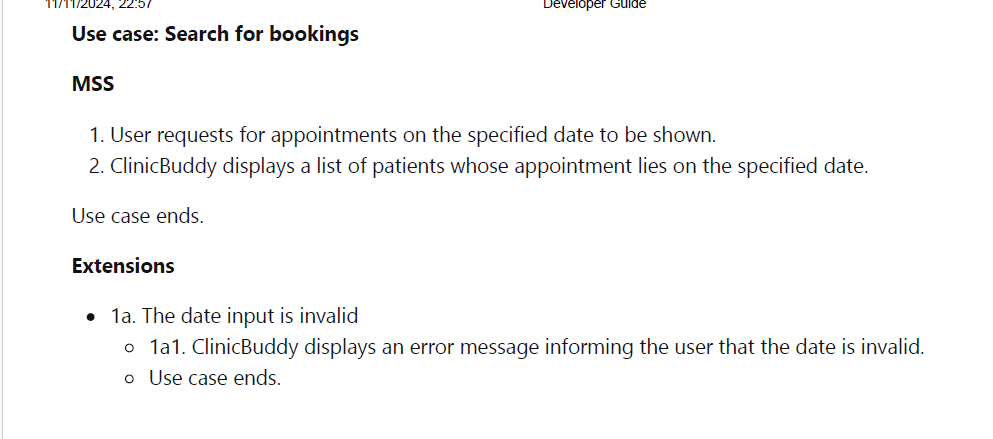 11/11/2024, 22:57 Developer Guide
Use case: Search for bookings
MSS
1. User requests for appointments on the specified date to be shown.
2. ClinicBuddy displays a list of patients whose appointment lies on the specified date.
Use case ends.
Extensions
• 1a. The date input is invalid
○ 1a1. ClinicBuddy displays an error message informing the user that the date is invalid.
○ Use case ends.